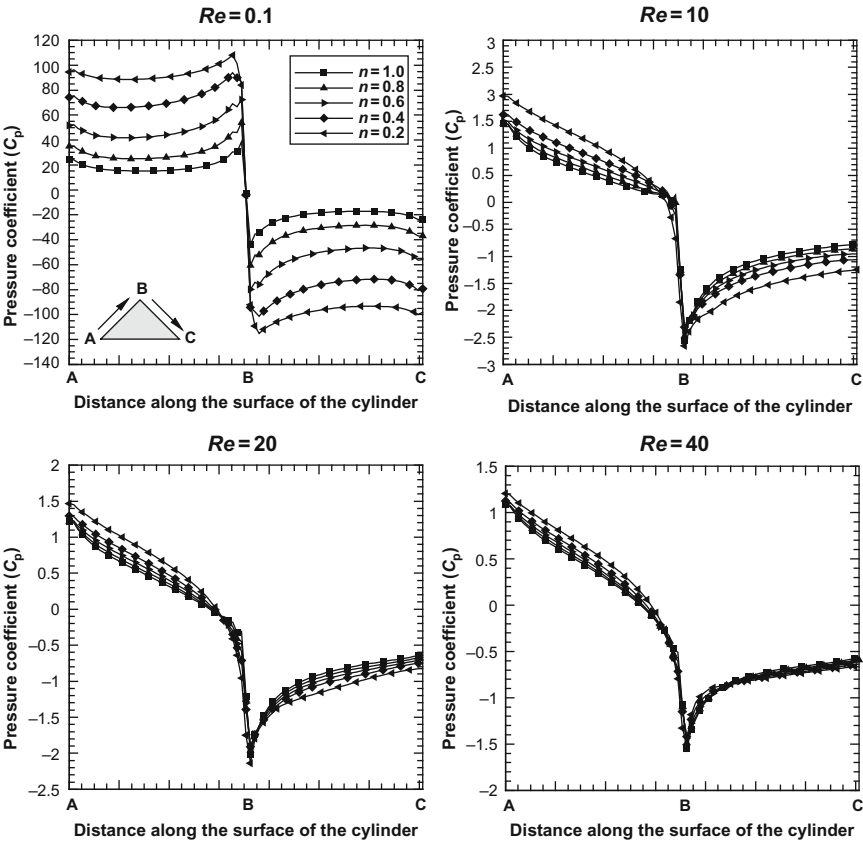 Re=0.1
Pressure coefficient (Cp)
120
100
80
60
40
20
0
−20
−40
−60
−80
−100
−120
−140
n=1.0
n=0.8
n=0.6
n=0.4
n=0.2
B
A
C
A
B
C
Distance along the surface of the cylinder
Re=10
Pressure coefficient (Cp)
3
2.5
2
1.5
1
0.5
0
−0.5
−1
−1.5
−2
−2.5
−3
A
B
C
Distance along the surface of the cylinder
Re=20
Pressure coefficient (Cp)
2
1.5
1
0.5
0
−0.5
−1
−1.5
−2
−2.5
A
B
C
Distance along the surface of the cylinder
Re=40
Pressure coefficient (Cp)
1.5
1
0.5
0
−0.5
−1
−1.5
−2
A
B
C
Distance along the surface of the cylinder